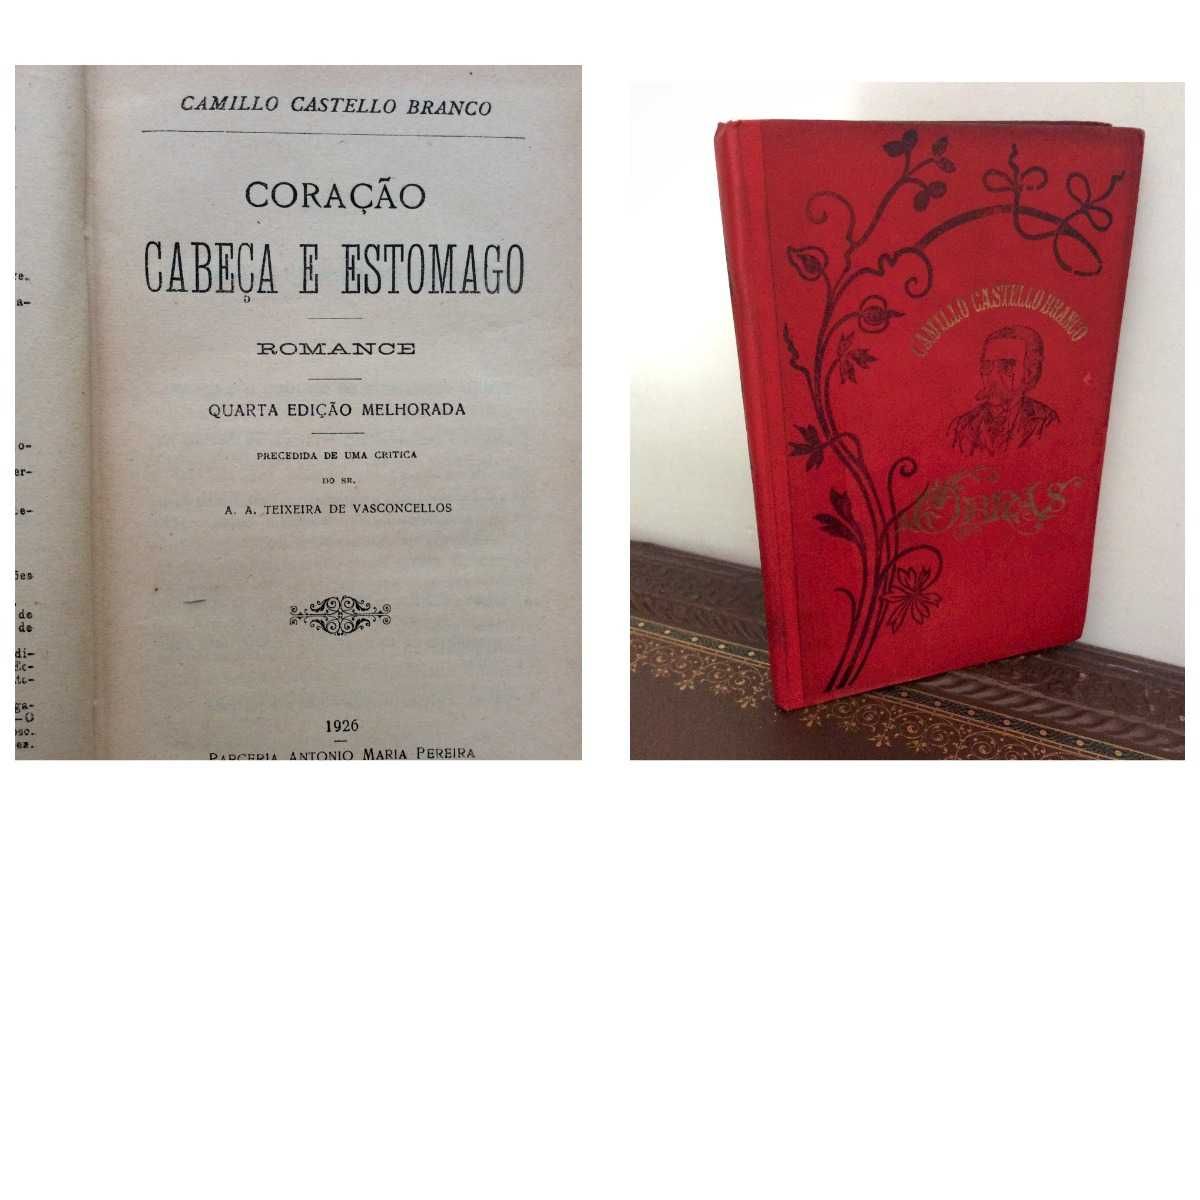 CAMILLO CASTELLO BRANCO
CORAÇÃO
CABEÇA E ESTOMAGO
ROMANCE
QUARTA EDIÇÃO MELHORADA
PRECEDIDA DE UMA CRITICA
DO SR.
A. A. TEIXEIRA DE VASCONCELLOS
1926
PARCERIA ANTONIO MARIA PEREIRA
CAMILLO CASTELLO BRANCO
OBRAS